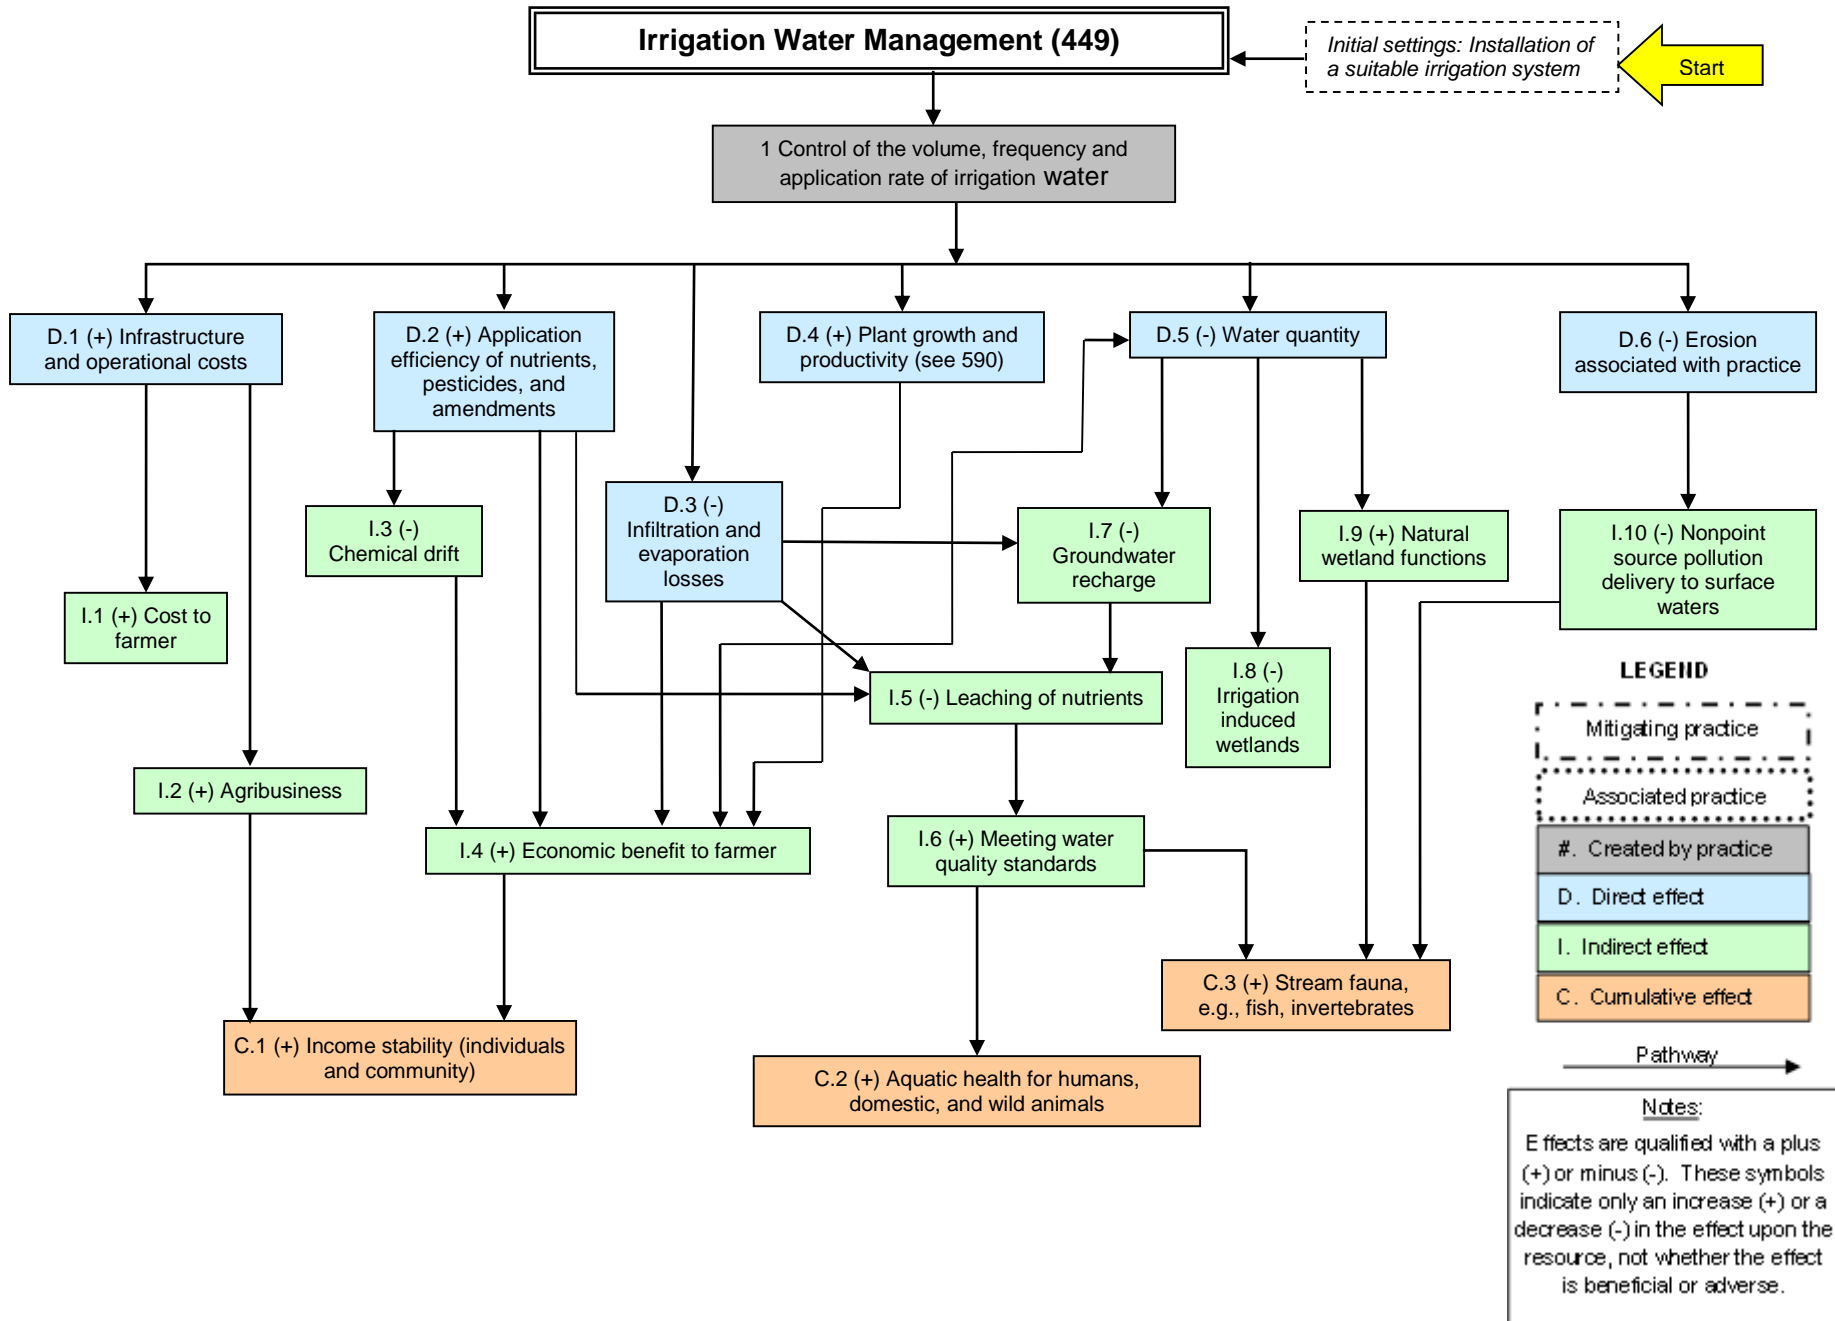 Irrigation Water Management (449)
Initial settings: Installation of
a suitable irrigation system
Start
1 Control of the volume, frequency and
application rate of irrigation water
D.1 (+) Infrastructure
and operational costs
D.2 (+) Application
efficiency of nutrients,
pesticides, and
amendments
D.4 (+) Plant growth and
productivity (see 590)
D.5 (-) Water quantity
D.6 (-) Erosion
associated with practice
D.3 (-)
Infiltration and
evaporation
losses
I.3 (-)
Chemical drift
I.7 (-)
Groundwater
recharge
I.9 (+) Natural
wetland functions
I.10 (-) Nonpoint
source pollution
delivery to surface
waters
I.1 (+) Cost to
farmer
I.5 (-) Leaching of nutrients
I.8 (-)
Irrigation
induced
wetlands
I.2 (+) Agribusiness
I.4 (+) Economic benefit to farmer
I.6 (+) Meeting water
quality standards
C.3 (+) Stream fauna,
e.g., fish, invertebrates
C.1 (+) Income stability (individuals
and community)
C.2 (+) Aquatic health for humans,
domestic, and wild animals
LEGEND
Mitigating practice
Associated practice
#. Created by practice
D. Direct effect
I. Indirect effect
C. Cumulative effect
Pathway
Notes:
Effects are qualified with a plus
(+) or minus (-). These symbols
indicate only an increase (+) or a
decrease (-) in the effect upon the
resource, not whether the effect
is beneficial or adverse.